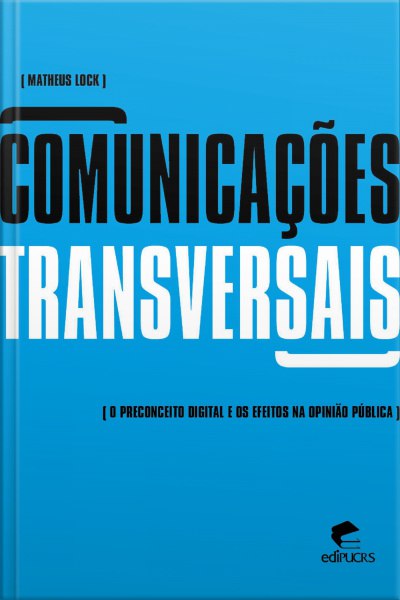 [ MATHEUS LOCK ]
COMUNICAÇÕES
TRANSVERSAIS
[ O PRECONCEITO DIGITAL E OS EFEITOS NA OPINIÃO PÚBLICA ]
ediPUCRS